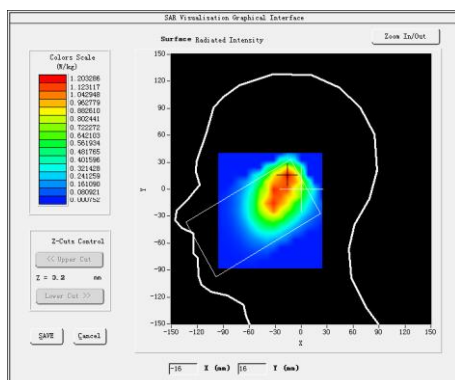 SAR Visualisation Graphical Interface
Surface Radiated Intensity
Zoom In/Out
Colors Scale
(W/kg)
1.203286
1.123117
1.042948
0.962779
0.882610
0.802441
0.722272
0.642103
0.561934
0.481765
0.401596
0.321428
0.241259
0.161090
0.080921
0.000752
Z-Cuts Control
<< Upper Cut
Z = 3.2 mm
Lower Cut >>
SAVE
Cancel
150
120
90
60
30
0
-30
-60
-90
-120
-150
Y
-150 -120 -90 -60 -30 0 30 60 90 120 150
X
-16 X (mm) 16 Y (mm)